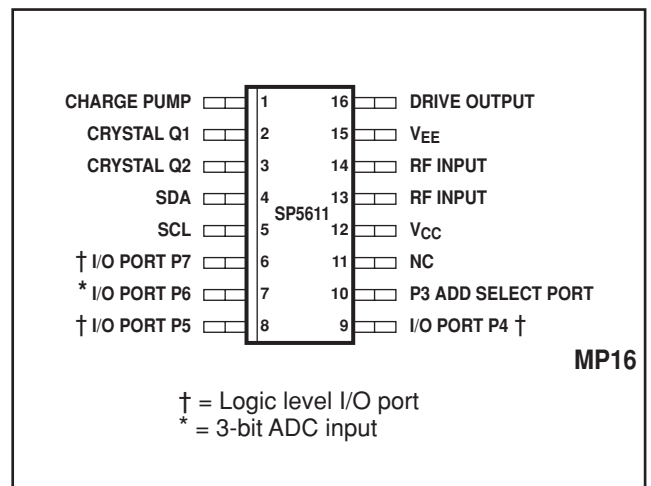 CHARGE PUMP 1 16 DRIVE OUTPUT
CRYSTAL Q1 2 15 VEE
CRYSTAL Q2 3 14 RF INPUT
SDA 4 13 RF INPUT
SP5611
SCL 5 12 VCC
† I/O PORT P7 6 11 NC
* I/O PORT P6 7 10 P3 ADD SELECT PORT
† I/O PORT P5 8 9 I/O PORT P4 †
MP16
† = Logic level I/O port
* = 3-bit ADC input